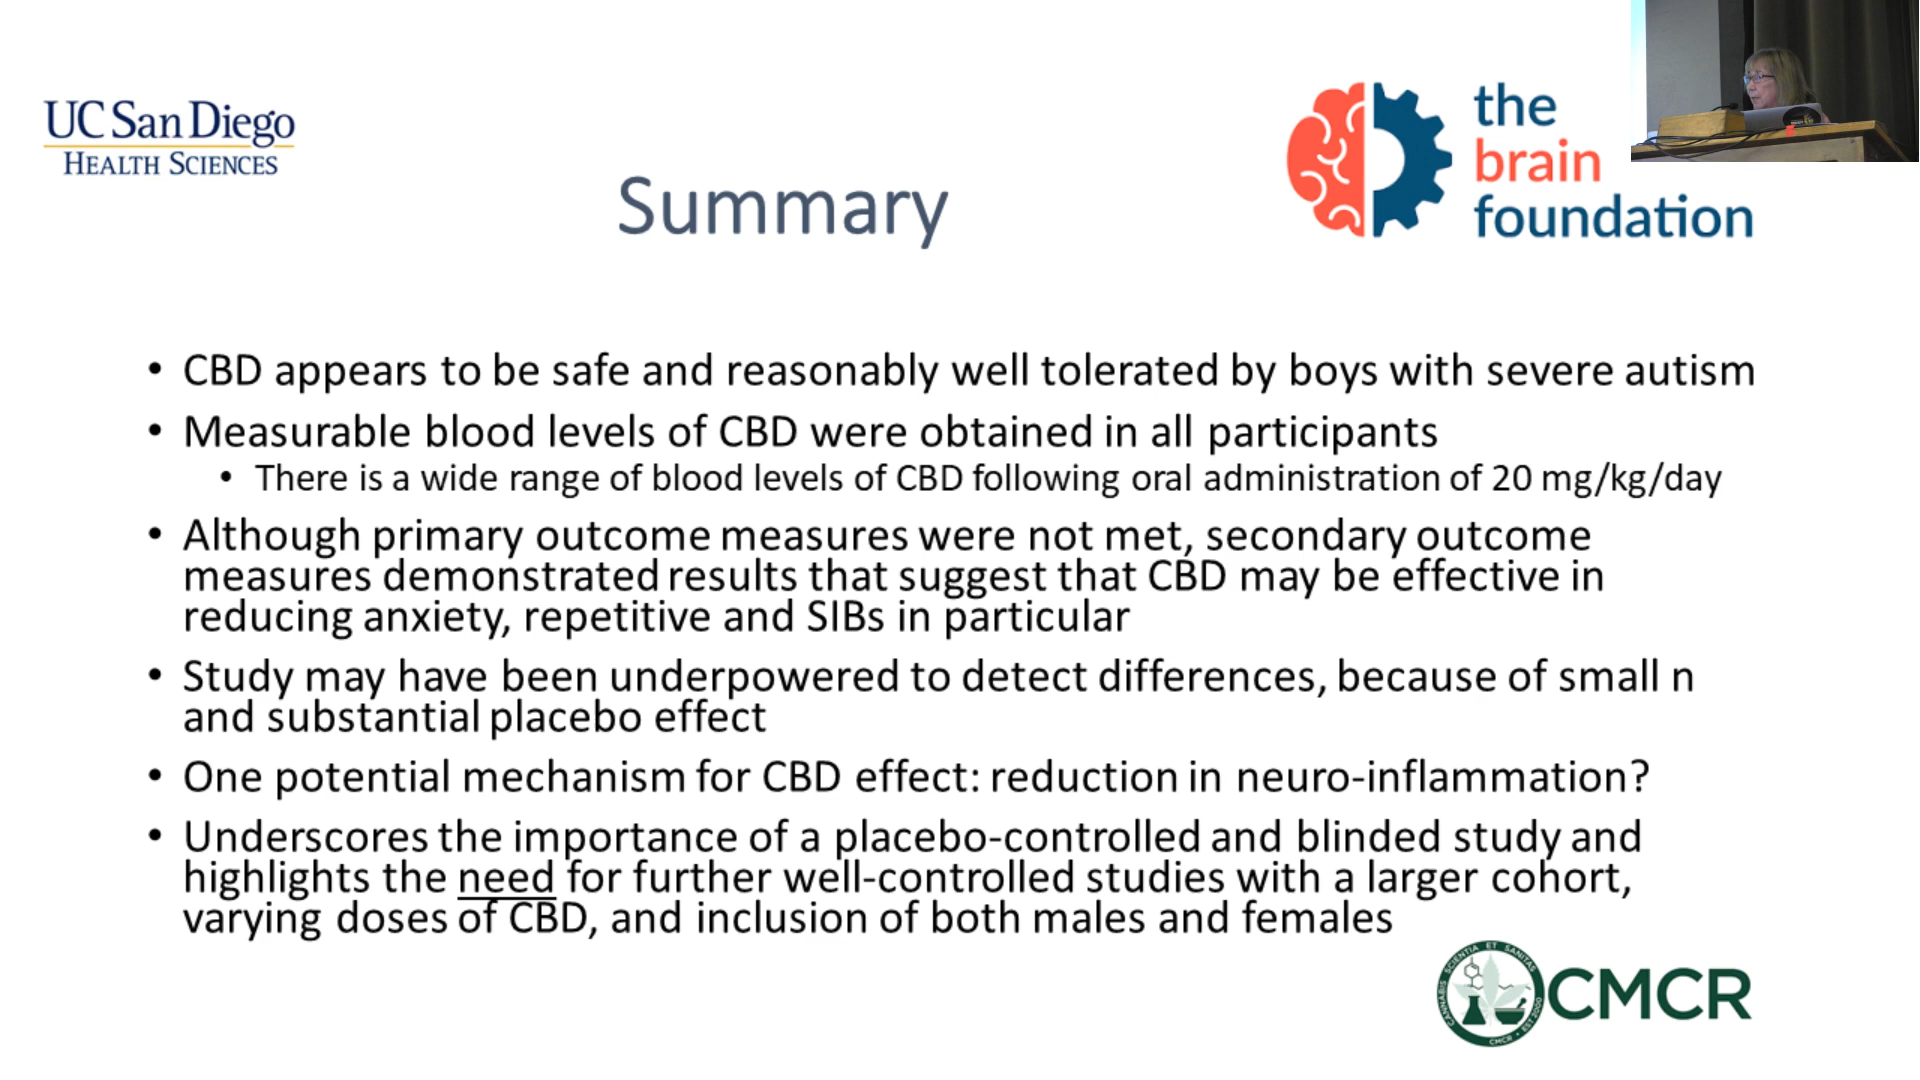 UC San Diego
HEALTH SCIENCES
the
brain
foundation
Summary
• CBD appears to be safe and reasonably well tolerated by boys with severe autism
• Measurable blood levels of CBD were obtained in all participants
• There is a wide range of blood levels of CBD following oral administration of 20 mg/kg/day
• Although primary outcome measures were not met, secondary outcome
measures demonstrated results that suggest that CBD may be effective in
reducing anxiety, repetitive and SIBs in particular
• Study may have been underpowered to detect differences, because of small n
and substantial placebo effect
• One potential mechanism for CBD effect: reduction in neuro-inflammation?
• Underscores the importance of a placebo-controlled and blinded study and
highlights the need for further well-controlled studies with a larger cohort,
varying doses of CBD, and inclusion of both males and females
CANNABIS SCIENTIA ET SANITAS
CMCR • EST 2000
CMCR